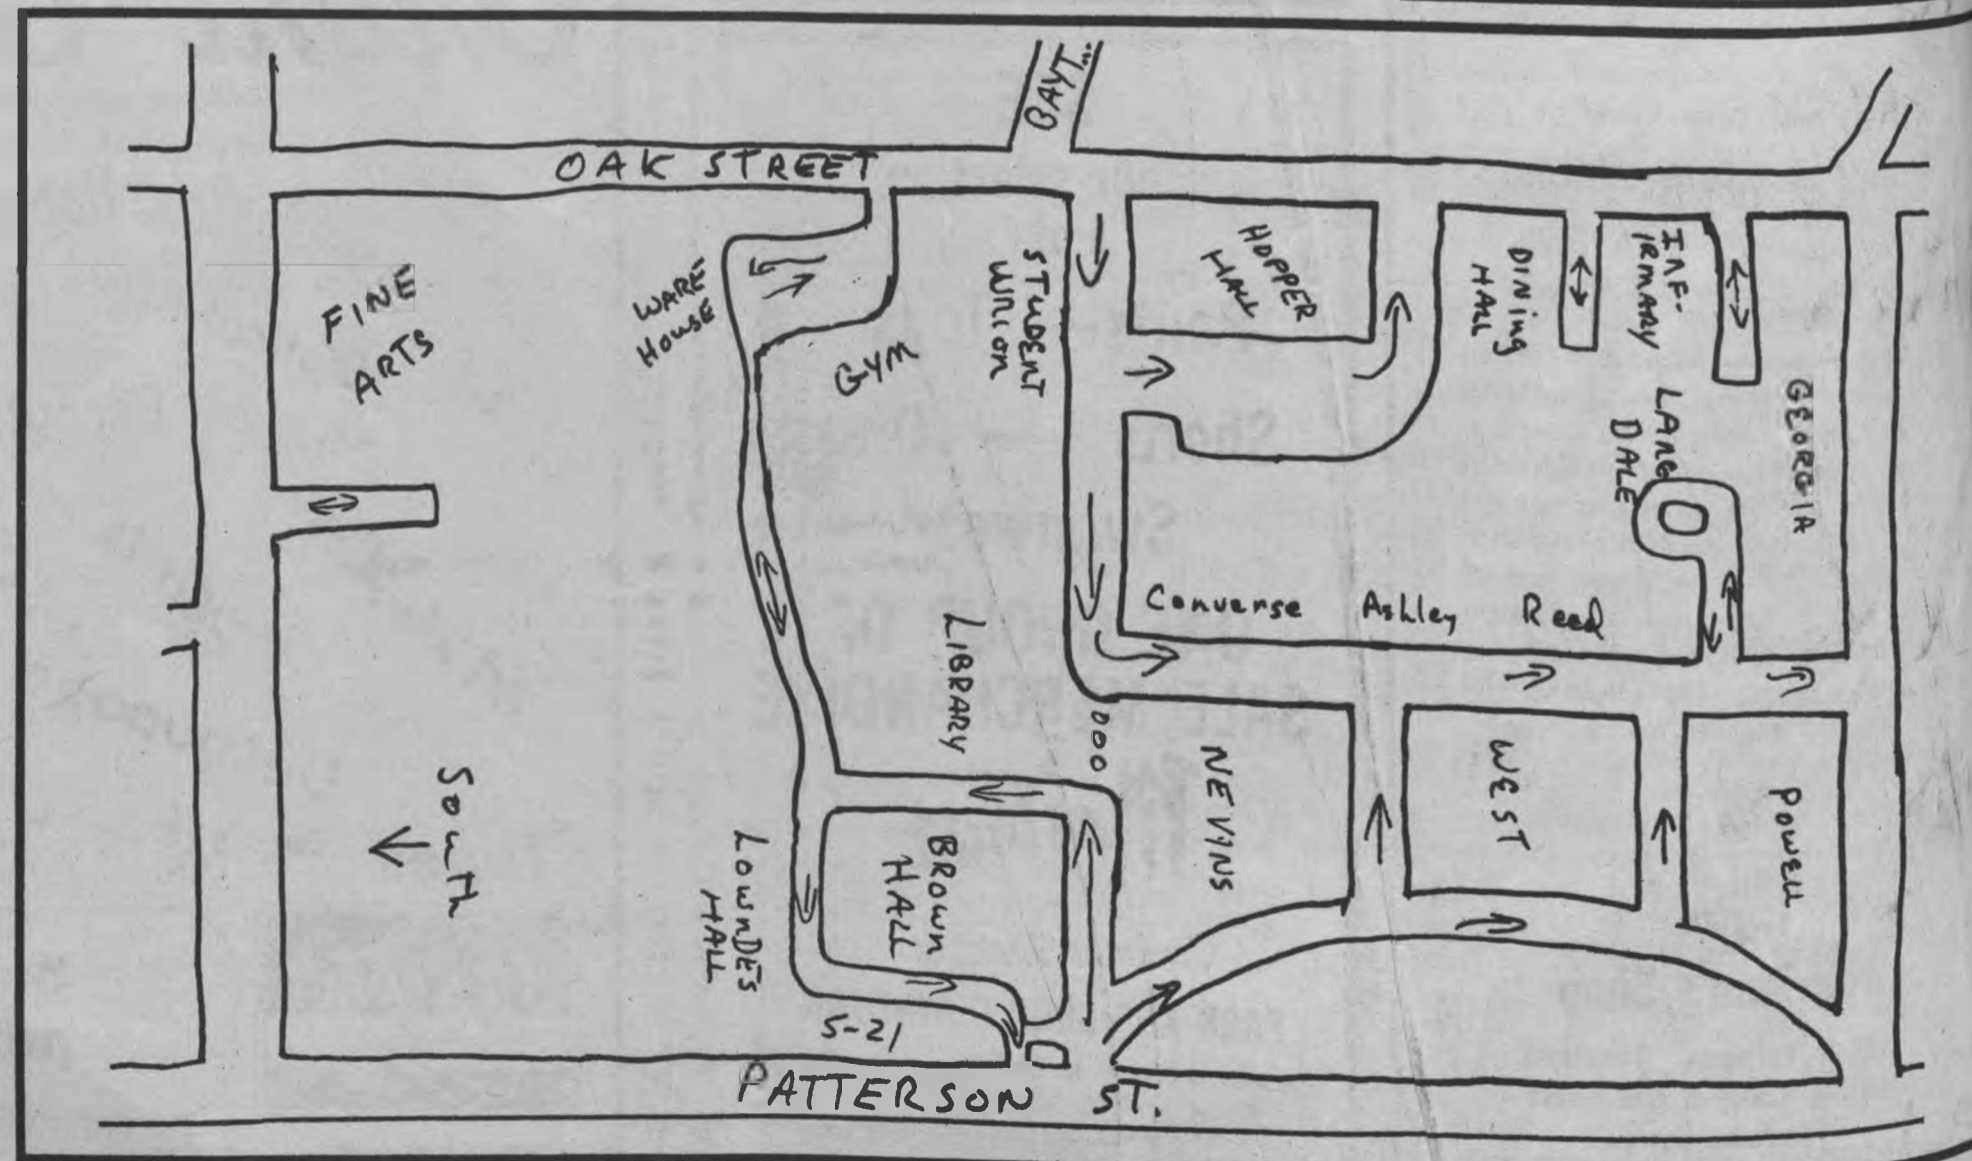 BAYT...
OAK STREET
FINE
ARTS
WARE
HOUSE
GYM
STUDENT
UNION
HOPPER
HALL
DINING
HALL
INF-
IRMARY
LANG
DALE
GEORGIA
Converse Ashley Reed
LIBRARY
SOUTH
LOWNDES
HALL
BROWN
HALL
NEVINS
WEST
POWELL
5-21
PATTERSON ST.